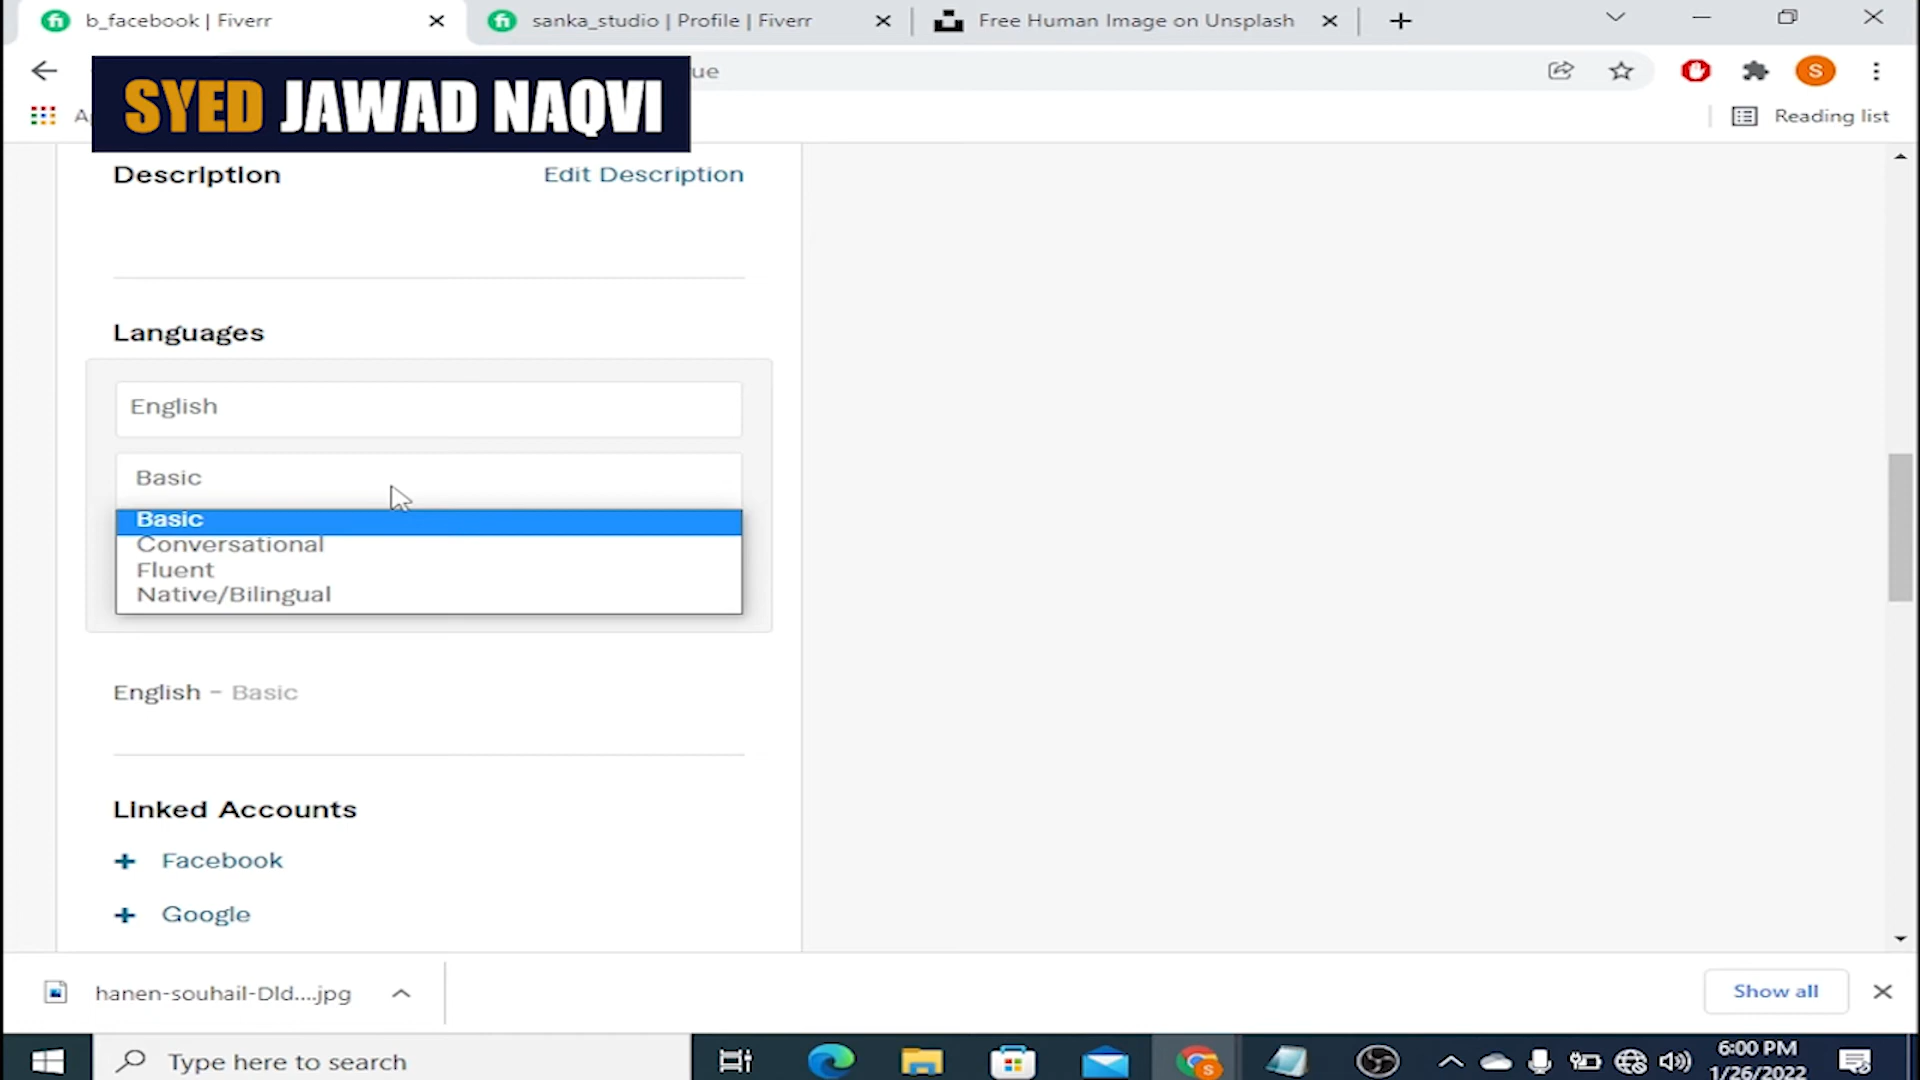 b_facebook | Fiverr
sanka_studio | Profile | Fiverr
Free Human Image on Unsplash
ue
S
SYED JAWAD NAQVI
Reading list
Description
Edit Description
Languages
English
Basic
Basic
Conversational
Fluent
Native/Bilingual
English - Basic
Linked Accounts
+ Facebook
+ Google
hanen-souhail-Dld....jpg
Show all
Type here to search
S
6:00 PM
1/26/2022